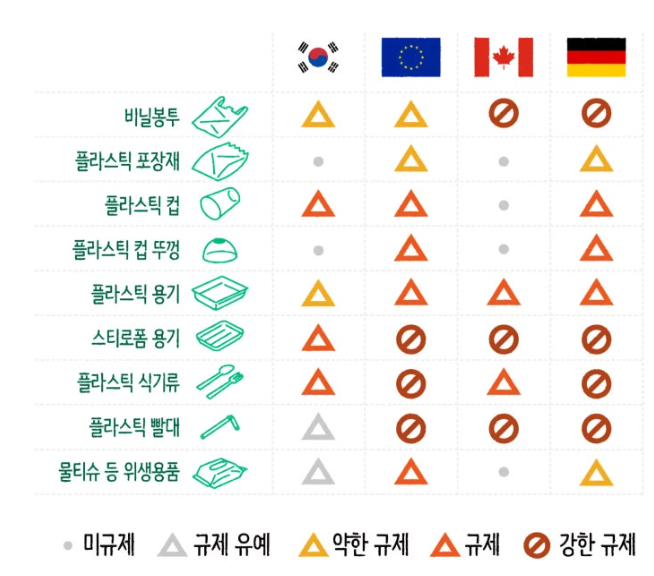 비닐봉투
플라스틱 포장재
플라스틱 컵
플라스틱 컵 뚜껑
플라스틱 용기
스티로폼 용기
플라스틱 식기류
플라스틱 빨대
물티슈 등 위생용품
미규제 규제 유예 약한 규제 규제 강한 규제